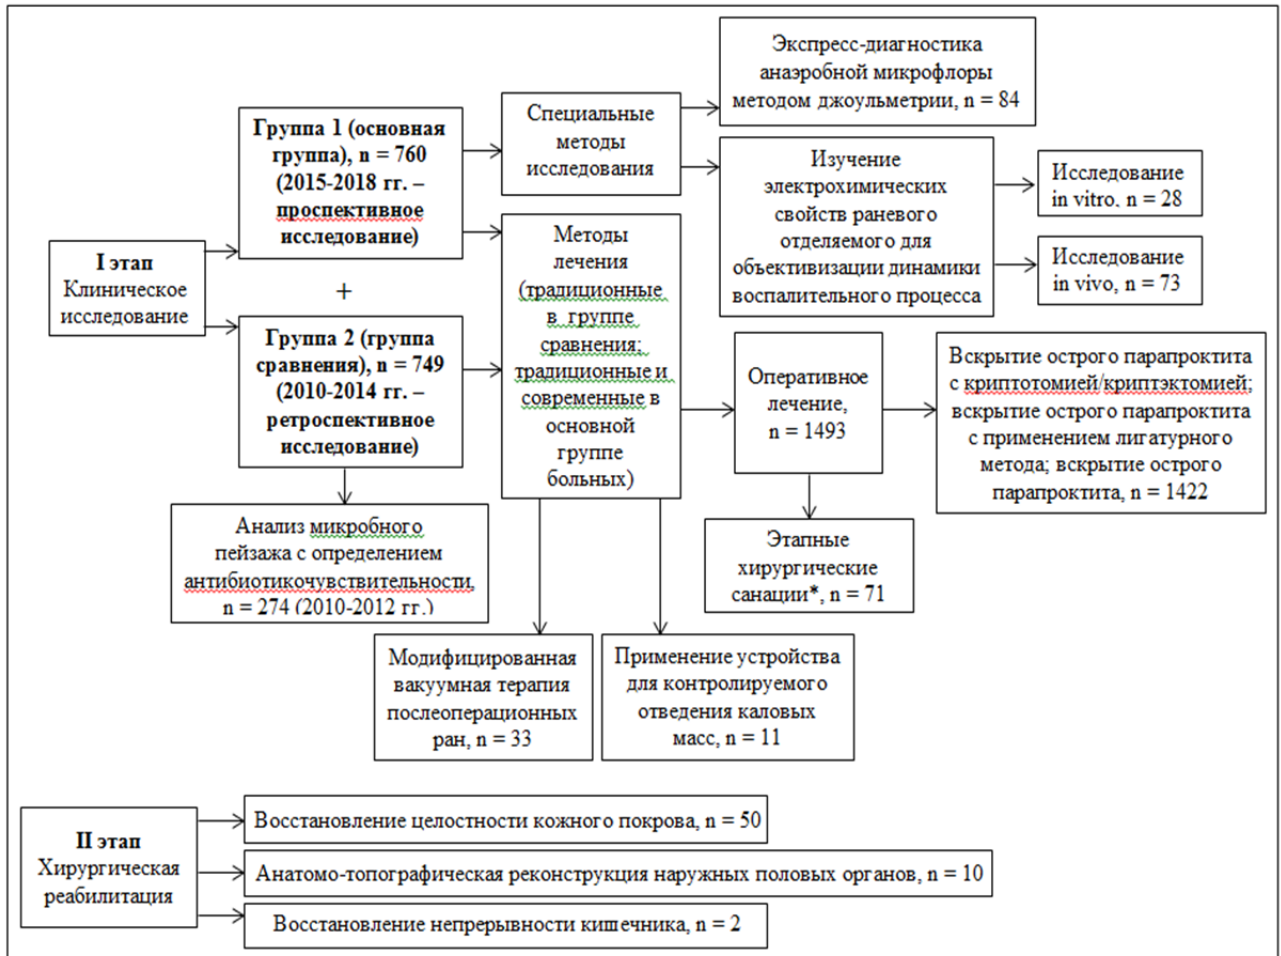 I этап
Клиническое
исследование
Группа 1 (основная
группа), n = 760
(2015-2018 гг. –
проспективное
исследование)
+
Группа 2 (группа
сравнения), n = 749
(2010-2014 гг. –
ретроспективное
исследование)
Анализ микробного
пейзажа с определением
антибиотикочувствительности,
n = 274 (2010-2012 гг.)
Специальные
методы
исследования
Экспресс-диагностика
анаэробной микрофлоры
методом джоульметрии, n = 84
Изучение
электрохимических
свойств раневого
отделяемого для
объективизации динамики
воспалительного процесса
Исследование
in vitro. n = 28
Исследование
in vivo, n = 73
Методы
лечения
(традиционные
в группе
сравнения;
традиционные и
современные в
основной
группе
больных)
Оперативное
лечение,
n = 1493
Вскрытие острого парапроктита
с криптотомией/криптэктомией;
вскрытие острого парапроктита
с применением лигатурного
метода; вскрытие острого
парапроктита, n = 1422
Этапные
хирургические
санации*, n = 71
Модифицированная
вакуумная терапия
послеоперационных
ран, n = 33
Применение устройства
для контролируемого
отведения каловых
масс, n = 11
II этап
Хирургическая
реабилитация
Восстановление целостности кожного покрова, n = 50
Анатомо-топографическая реконструкция наружных половых органов, n = 10
Восстановление непрерывности кишечника, n = 2